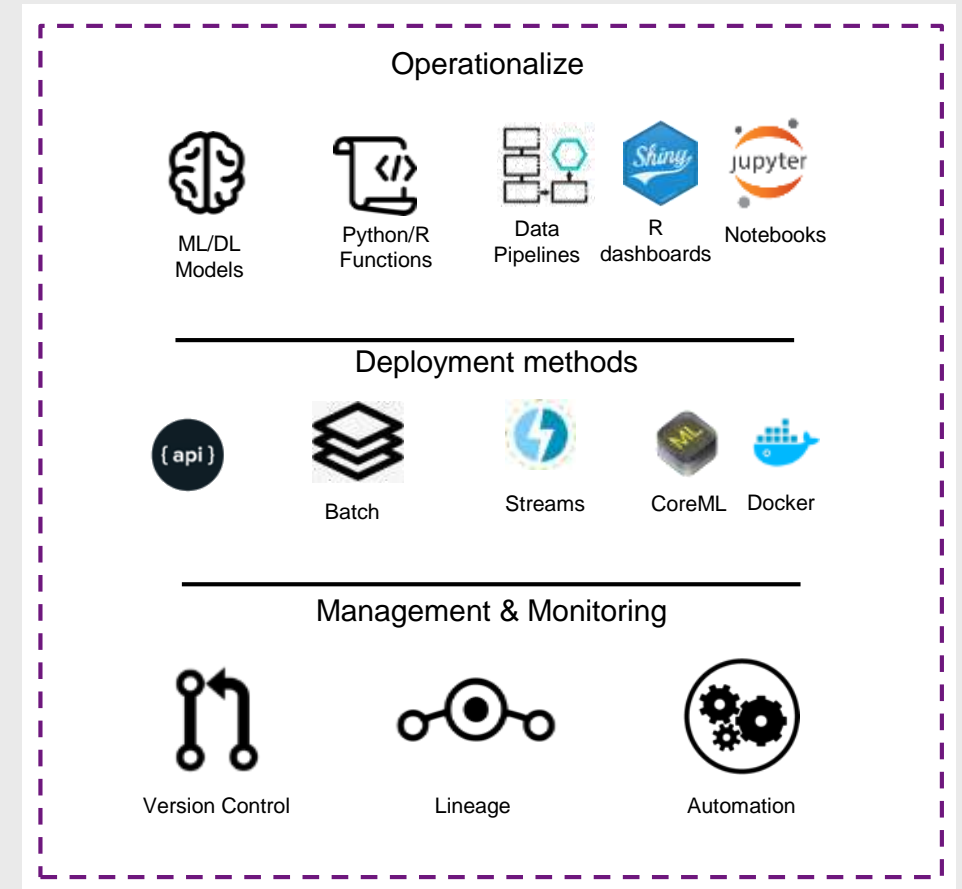 Operationalize
</>
Shiny
jupyter
ML/DL
Models
Python/R
Functions
Data
Pipelines
R
dashboards
Notebooks
Deployment methods
{ api }
ML
Batch
Streams
CoreML
Docker
Management & Monitoring
Version Control
Lineage
Automation